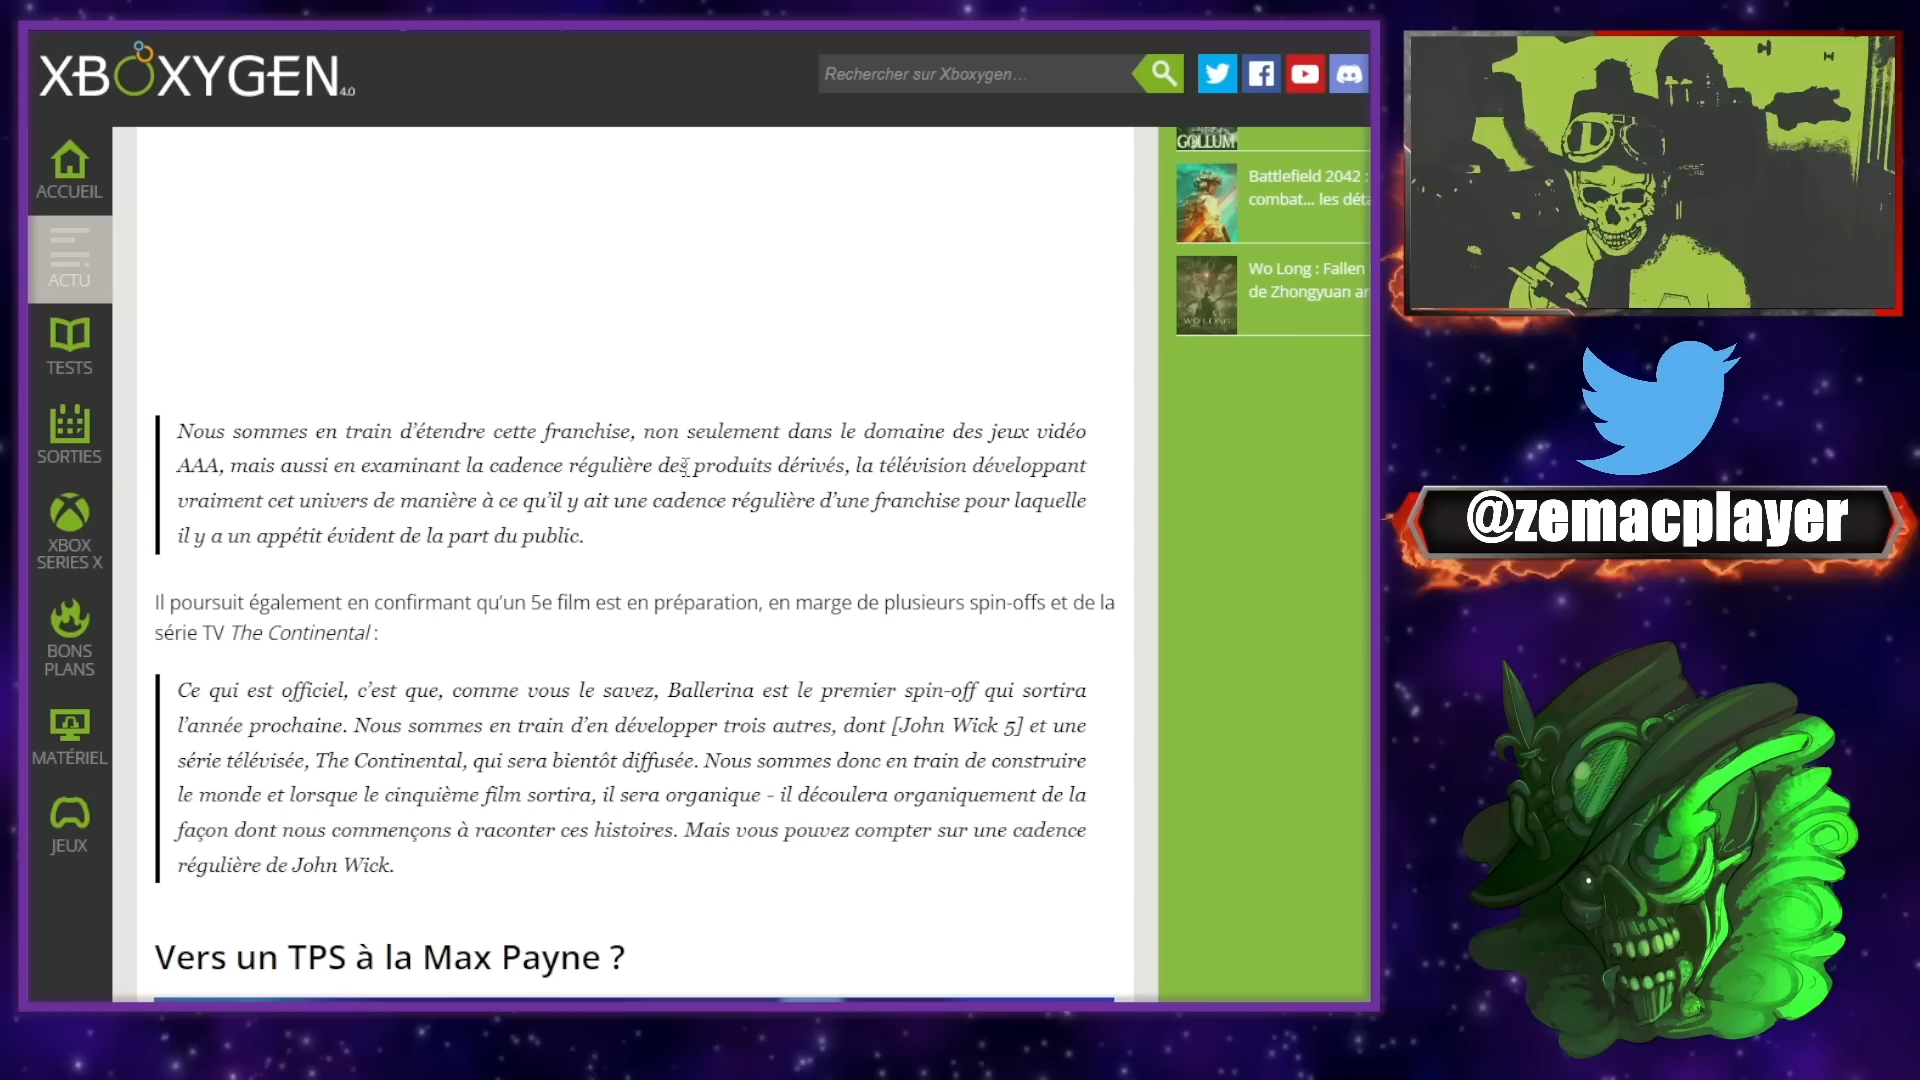 XBOXYGEN 4.0
Rechercher sur Xboxygen…
ACCUEIL
ACTU
TESTS
SORTIES
XBOX
SERIES X
BONS
PLANS
MATÉRIEL
JEUX
Nous sommes en train d’étendre cette franchise, non seulement dans le domaine des jeux vidéo
AAA, mais aussi en examinant la cadence régulière des produits dérivés, la télévision développant
vraiment cet univers de manière à ce qu’il y ait une cadence régulière d’une franchise pour laquelle
il y a un appétit évident de la part du public.
Il poursuit également en confirmant qu’un 5e film est en préparation, en marge de plusieurs spin-offs et de la
série TV The Continental :
Ce qui est officiel, c’est que, comme vous le savez, Ballerina est le premier spin-off qui sortira
l’année prochaine. Nous sommes en train d’en développer trois autres, dont [John Wick 5] et une
série télévisée, The Continental, qui sera bientôt diffusée. Nous sommes donc en train de construire
le monde et lorsque le cinquième film sortira, il sera organique - il découlera organiquement de la
façon dont nous commençons à raconter ces histoires. Mais vous pouvez compter sur une cadence
régulière de John Wick.
Vers un TPS à la Max Payne ?
GOLLUM
Battlefield 2042 :
combat... les déta
WO LONG
Wo Long : Fallen
de Zhongyuan ar
@zemacplayer